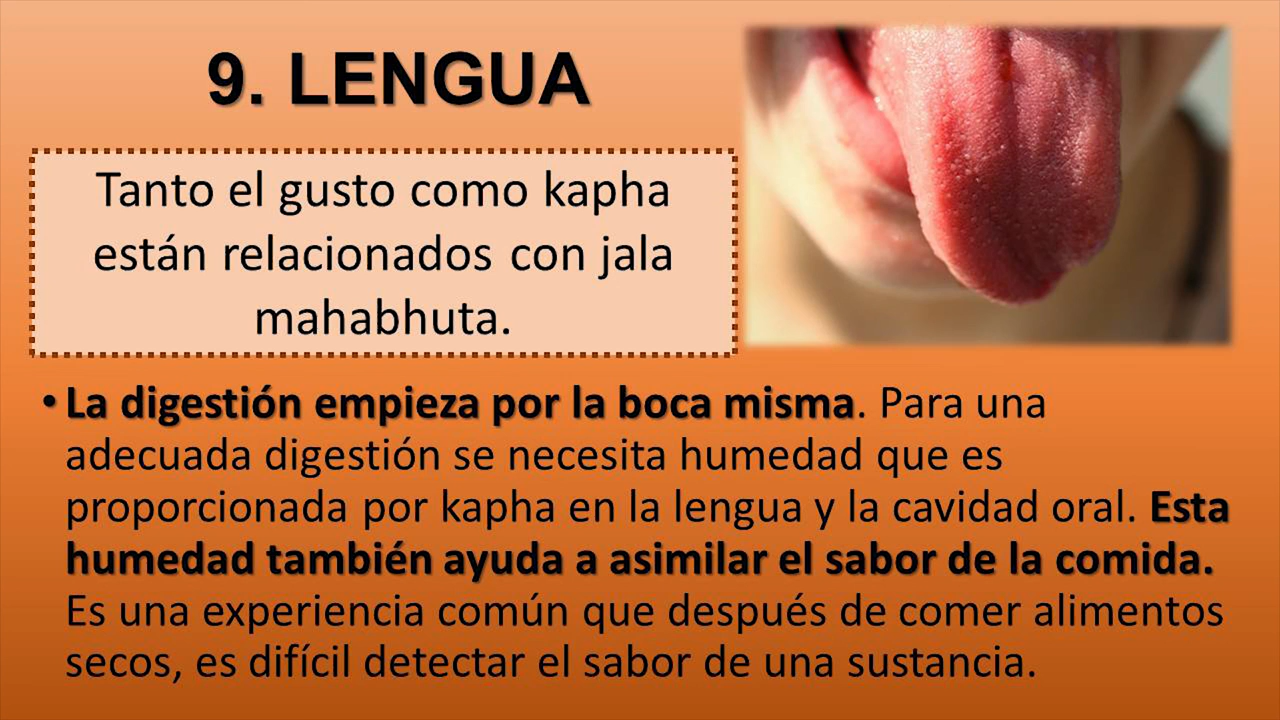 9. LENGUA
Tanto el gusto como kapha
están relacionados con jala
mahabhuta.
• La digestión empieza por la boca misma. Para una
adecuada digestión se necesita humedad que es
proporcionada por kapha en la lengua y la cavidad oral. Esta
humedad también ayuda a asimilar el sabor de la comida.
Es una experiencia común que después de comer alimentos
secos, es difícil detectar el sabor de una sustancia.